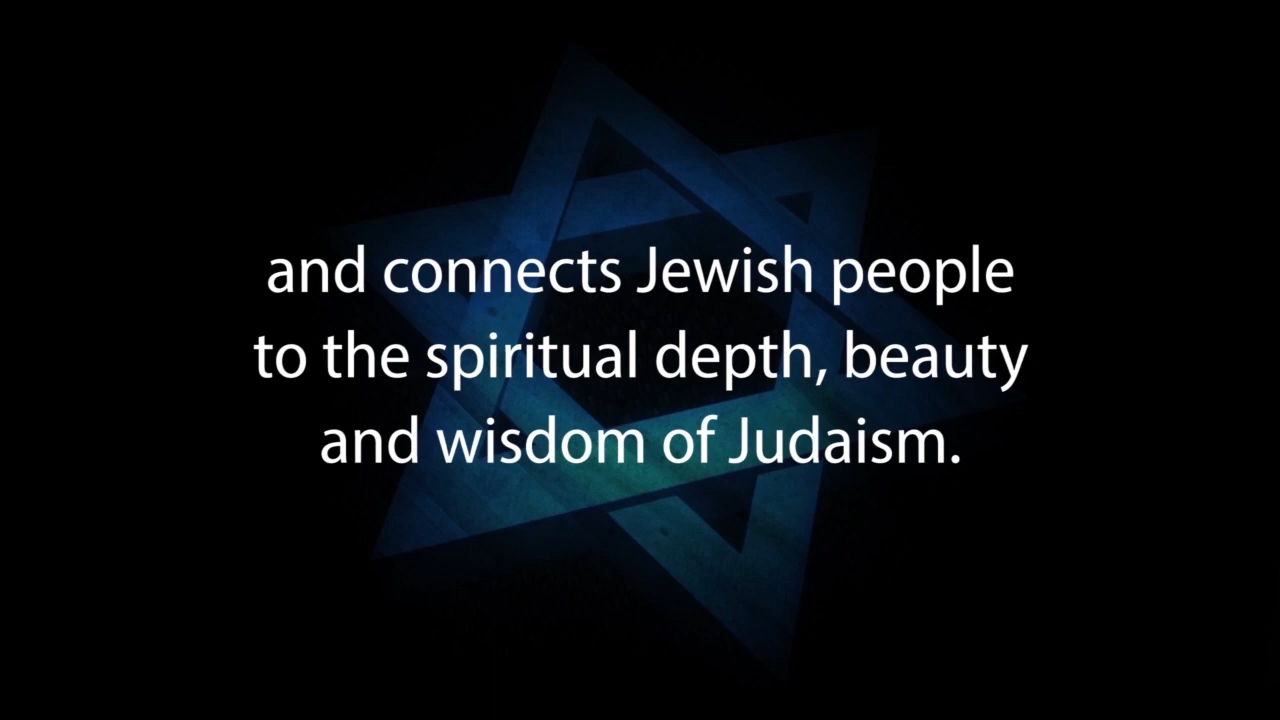 and connects Jewish people
to the spiritual depth, beauty
and wisdom of Judaism.